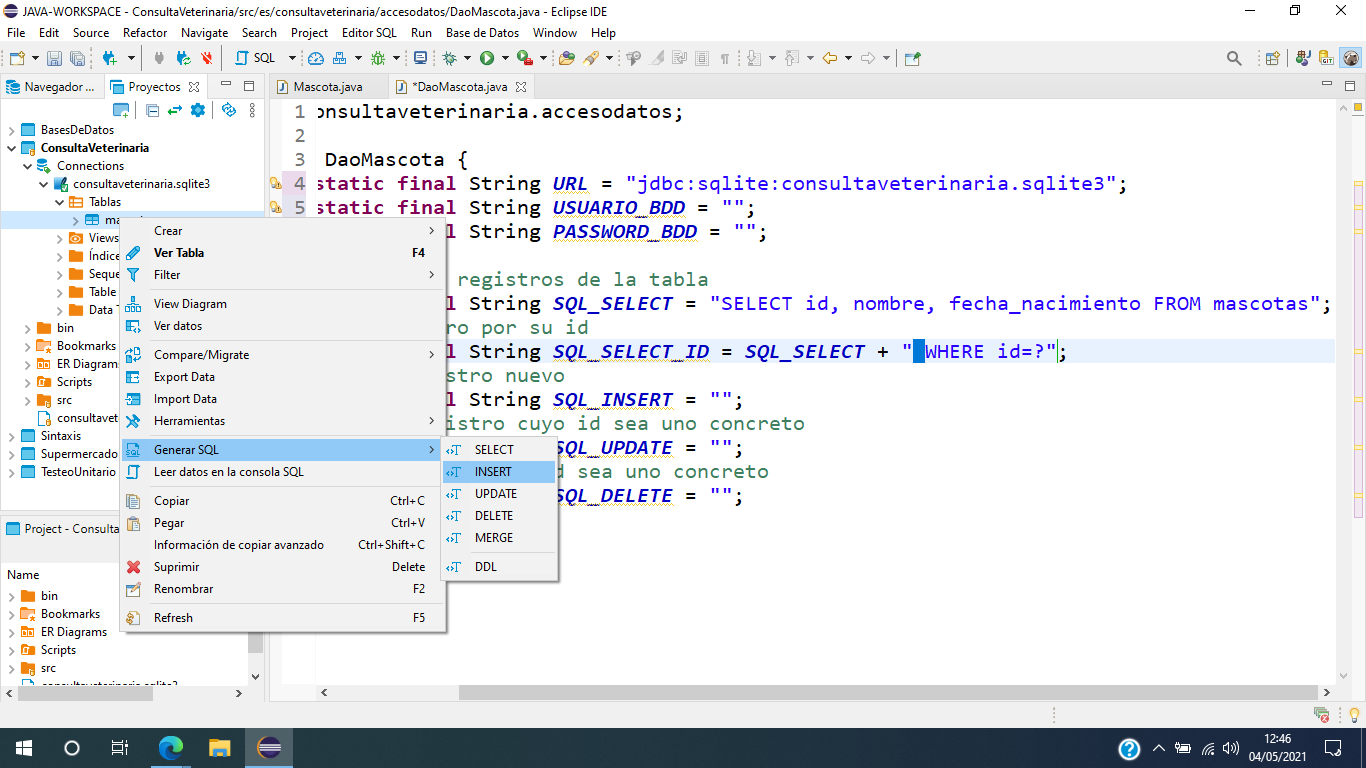 JAVA-WORKSPACE - ConsultaVeterinaria/src/es/consultaveterinaria/accesodatos/DaoMascota.java - Eclipse IDE
File Edit Source Refactor Navigate Search Project Editor SQL Run Base de Datos Window Help
SQL
GIT
Navegador ...
Proyectos
Mascota.java
*DaoMascota.java
BasesDeDatos
ConsultaVeterinaria
Connections
consultaveterinaria.sqlite3
Tablas
Views
Índice
Seque
Table
Data
bin
Bookmarks
ER Diagrams
Scripts
src
consultavet
Sintaxis
Supermercado
TesteoUnitario
Project - Consulta
Name
bin
Bookmarks
ER Diagrams
Scripts
src
consultaveterinaria.sqlite3
Crear
Ver Tabla F4
Filter
View Diagram
Ver datos
Compare/Migrate
Export Data
Import Data
Herramientas
Generar SQL
Leer datos en la consola SQL
Copiar Ctrl+C
Pegar Ctrl+V
Información de copiar avanzado Ctrl+Shift+C
Suprimir Delete
Renombrar F2
Refresh F5
SELECT
INSERT
UPDATE
DELETE
MERGE
DDL
1 onsultaveterinaria.accesodatos;
2
3 DaoMascota {
4 static final String URL = "jdbc:sqlite:consultaveterinaria.sqlite3";
5 static final String USUARIO_BDD = "";
l String PASSWORD_BDD = "";
registros de la tabla
l String SQL_SELECT = "SELECT id, nombre, fecha_nacimiento FROM mascotas";
ro por su id
l String SQL_SELECT_ID = SQL_SELECT + " WHERE id=?";
stro nuevo
l String SQL_INSERT = "";
istro cuyo id sea uno concreto
SQL_UPDATE = "";
d sea uno concreto
SQL_DELETE = "";
12:46
04/05/2021